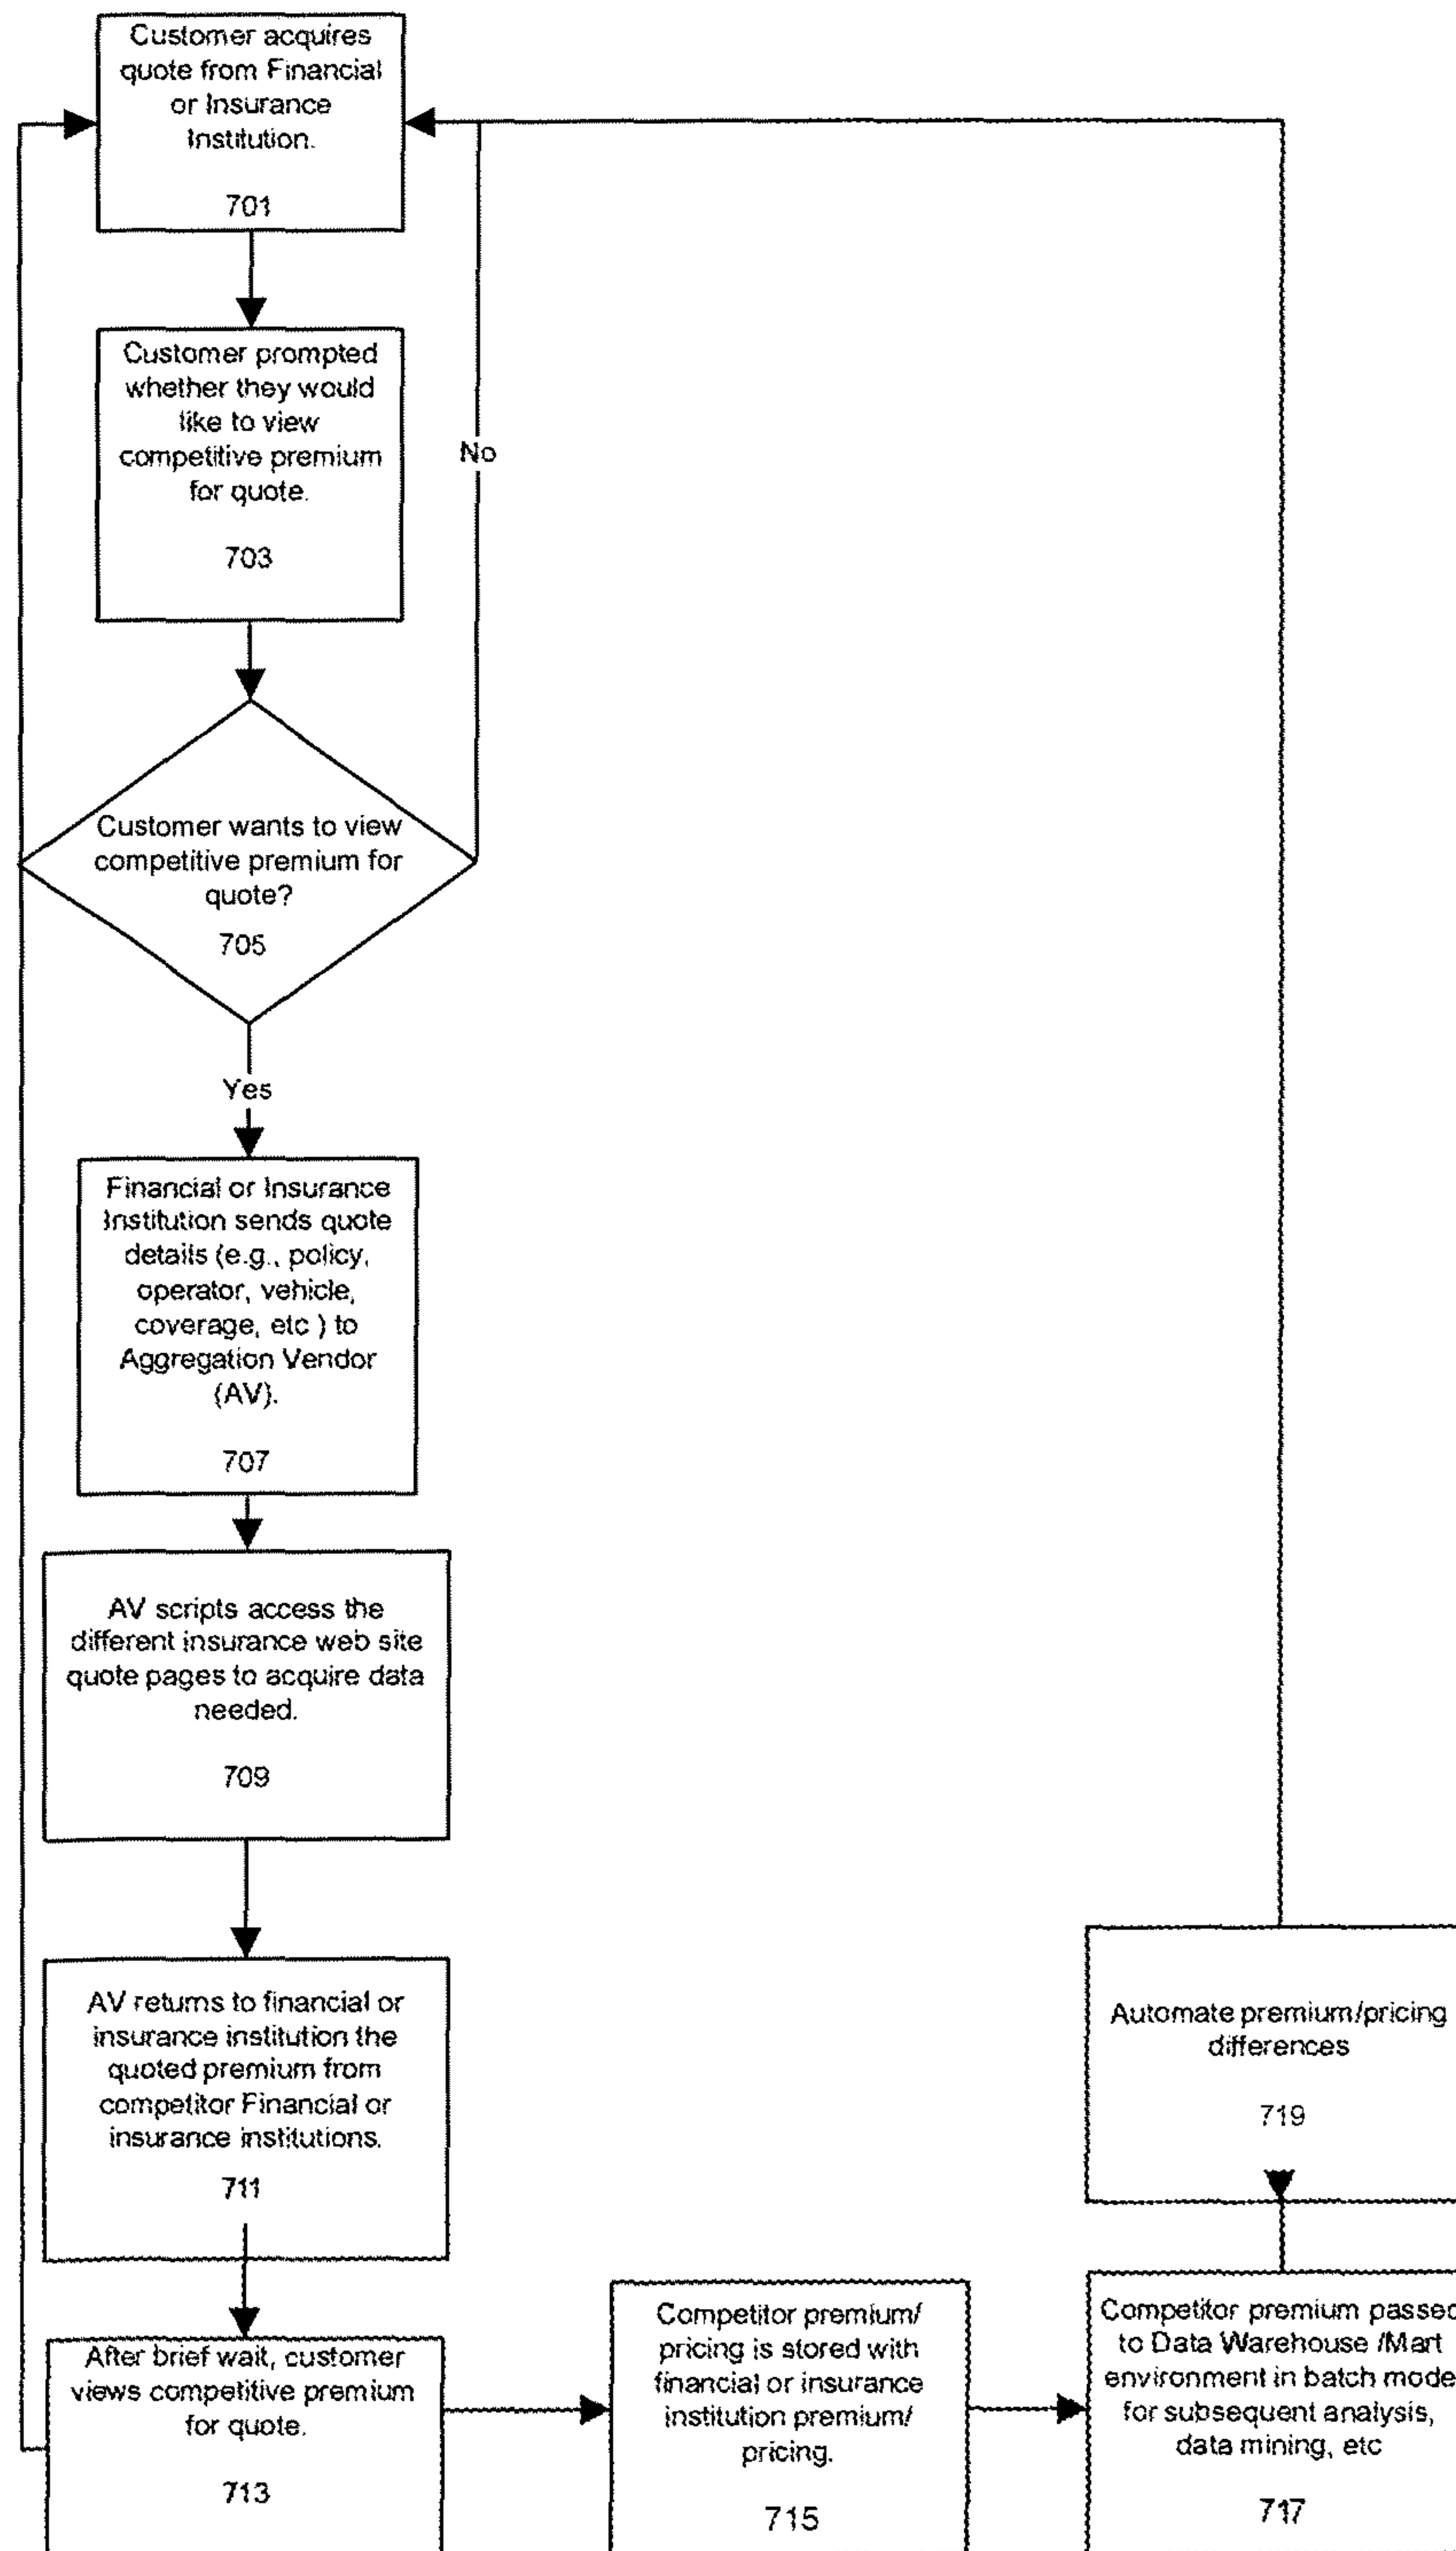 Customer acquires
quote from Financial
or Insurance
Institution.
701
Customer prompted
whether they would
like to view
competitive premium
for quote.
703
No
Customer wants to view
competitive premium for
quote?
705
Yes
Financial or Insurance
Institution sends quote
details (e.g., policy,
operator, vehicle,
coverage, etc ) to
Aggregation Vendor
(AV).
707
AV scripts access the
different insurance web site
quote pages to acquire data
needed.
709
AV returns to financial or
insurance institution the
quoted premium from
competitor Financial or
insurance institutions.
711
After brief wait, customer
views competitive premium
for quote.
713
Competitor premium/
pricing is stored with
financial or insurance
institution premium/
pricing.
715
Competitor premium passed
to Data Warehouse /Mart
environment in batch mode
for subsequent analysis,
data mining, etc
717
Automate premium/pricing
differences
719